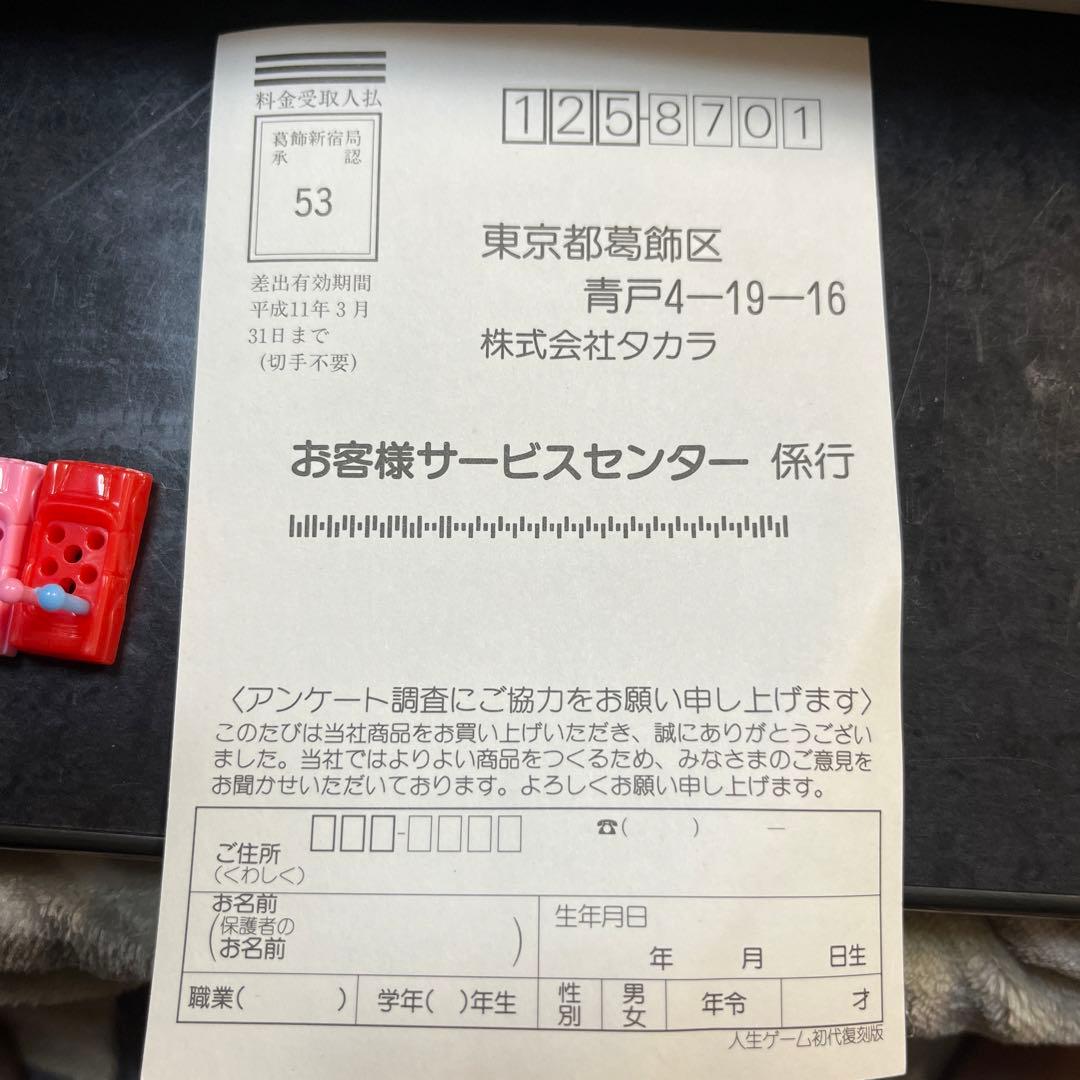 料金受取人払
葛飾新宿局
承 認
53
差出有効期間
平成11年3月
31日まで
(切手不要)
125-8701
東京都葛飾区
青戸4−19−16
株式会社タカラ
お客様サービスセンター 係行
〈アンケート調査にご協力をお願い申し上げます〉
このたびは当社商品をお買い上げいただき、誠にありがとうござい
ました。当社ではよりよい商品をつくるため、みなさまのご意見を
お聞かせいただいております。よろしくお願い申し上げます。
ご住所
(くわしく)
☎( ) −
お名前
(保護者の
お名前 )
生年月日
年 月 日生
職業( ) 学年( )年生 性別 男女 年令 才
人生ゲーム初代復刻版